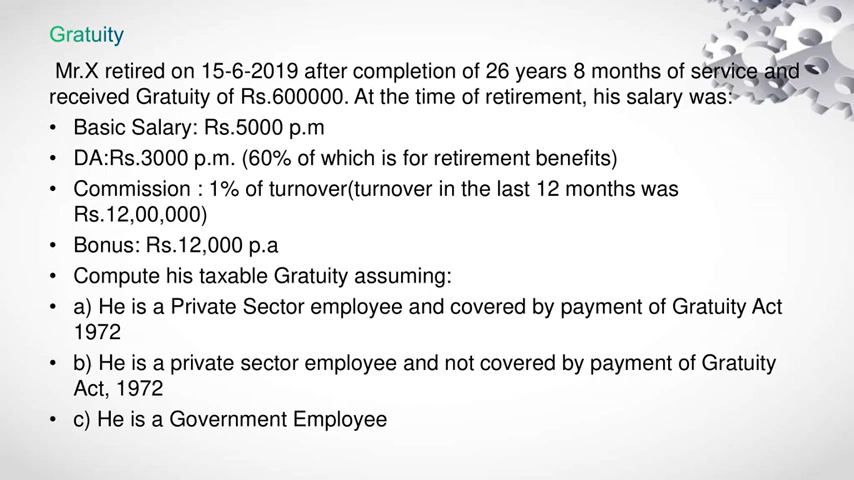 Gratuity
Mr.X retired on 15-6-2019 after completion of 26 years 8 months of service and
received Gratuity of Rs.600000. At the time of retirement, his salary was:
• Basic Salary: Rs.5000 p.m
• DA:Rs.3000 p.m. (60% of which is for retirement benefits)
• Commission : 1% of turnover(turnover in the last 12 months was
Rs.12,00,000)
• Bonus: Rs.12,000 p.a
• Compute his taxable Gratuity assuming:
• a) He is a Private Sector employee and covered by payment of Gratuity Act
1972
• b) He is a private sector employee and not covered by payment of Gratuity
Act, 1972
• c) He is a Government Employee